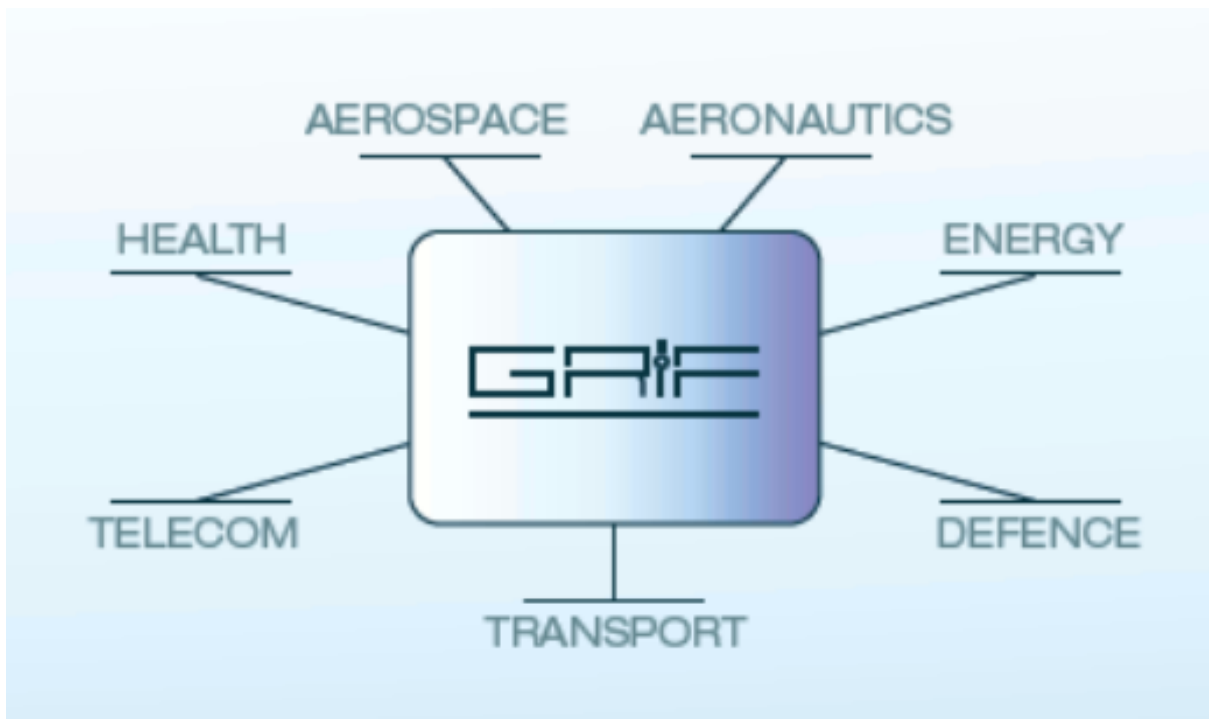 AEROSPACE
AERONAUTICS
HEALTH
ENERGY
GRIF
TELECOM
DEFENCE
TRANSPORT